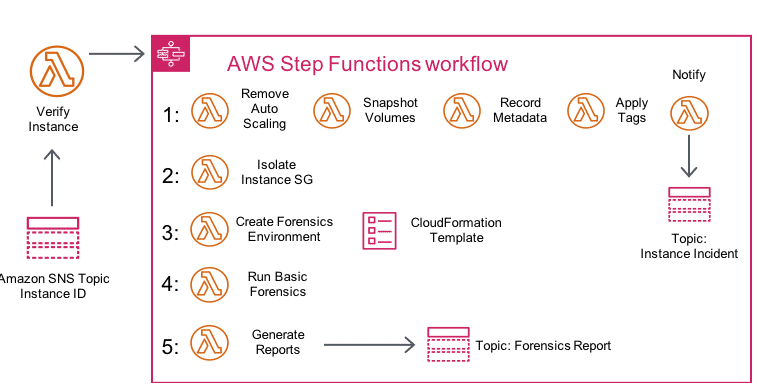 AWS Step Functions workflow
Verify
Instance
Amazon SNS Topic
Instance ID
1:
Remove
Auto
Scaling
Snapshot
Volumes
Record
Metadata
Apply
Tags
Notify
Topic:
Instance Incident
2:
Isolate
Instance SG
3:
Create Forensics
Environment
CloudFormation
Template
4:
Run Basic
Forensics
5:
Generate
Reports
Topic: Forensics Report